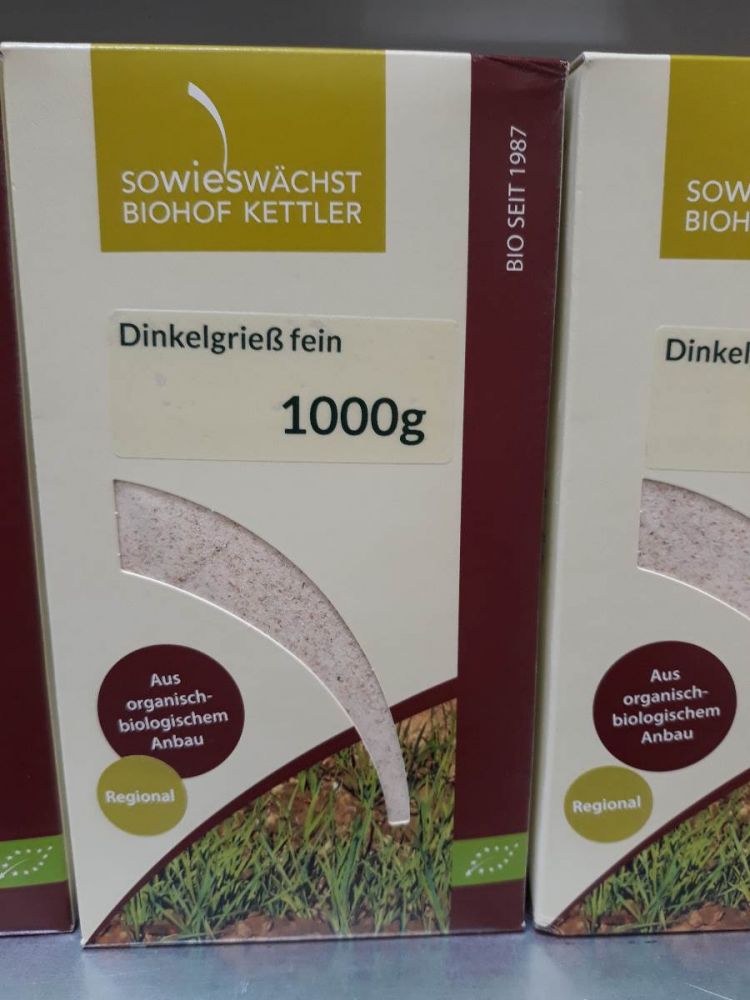 SOWIESWÄCHST
BIOHOF KETTLER
BIO SEIT 1987
Dinkelgrieß fein
1000g
Aus
organisch-
biologischem
Anbau
Regional
SOW
BIOH
Dinkel
Aus
organisch-
biologischem
Anbau
Regional